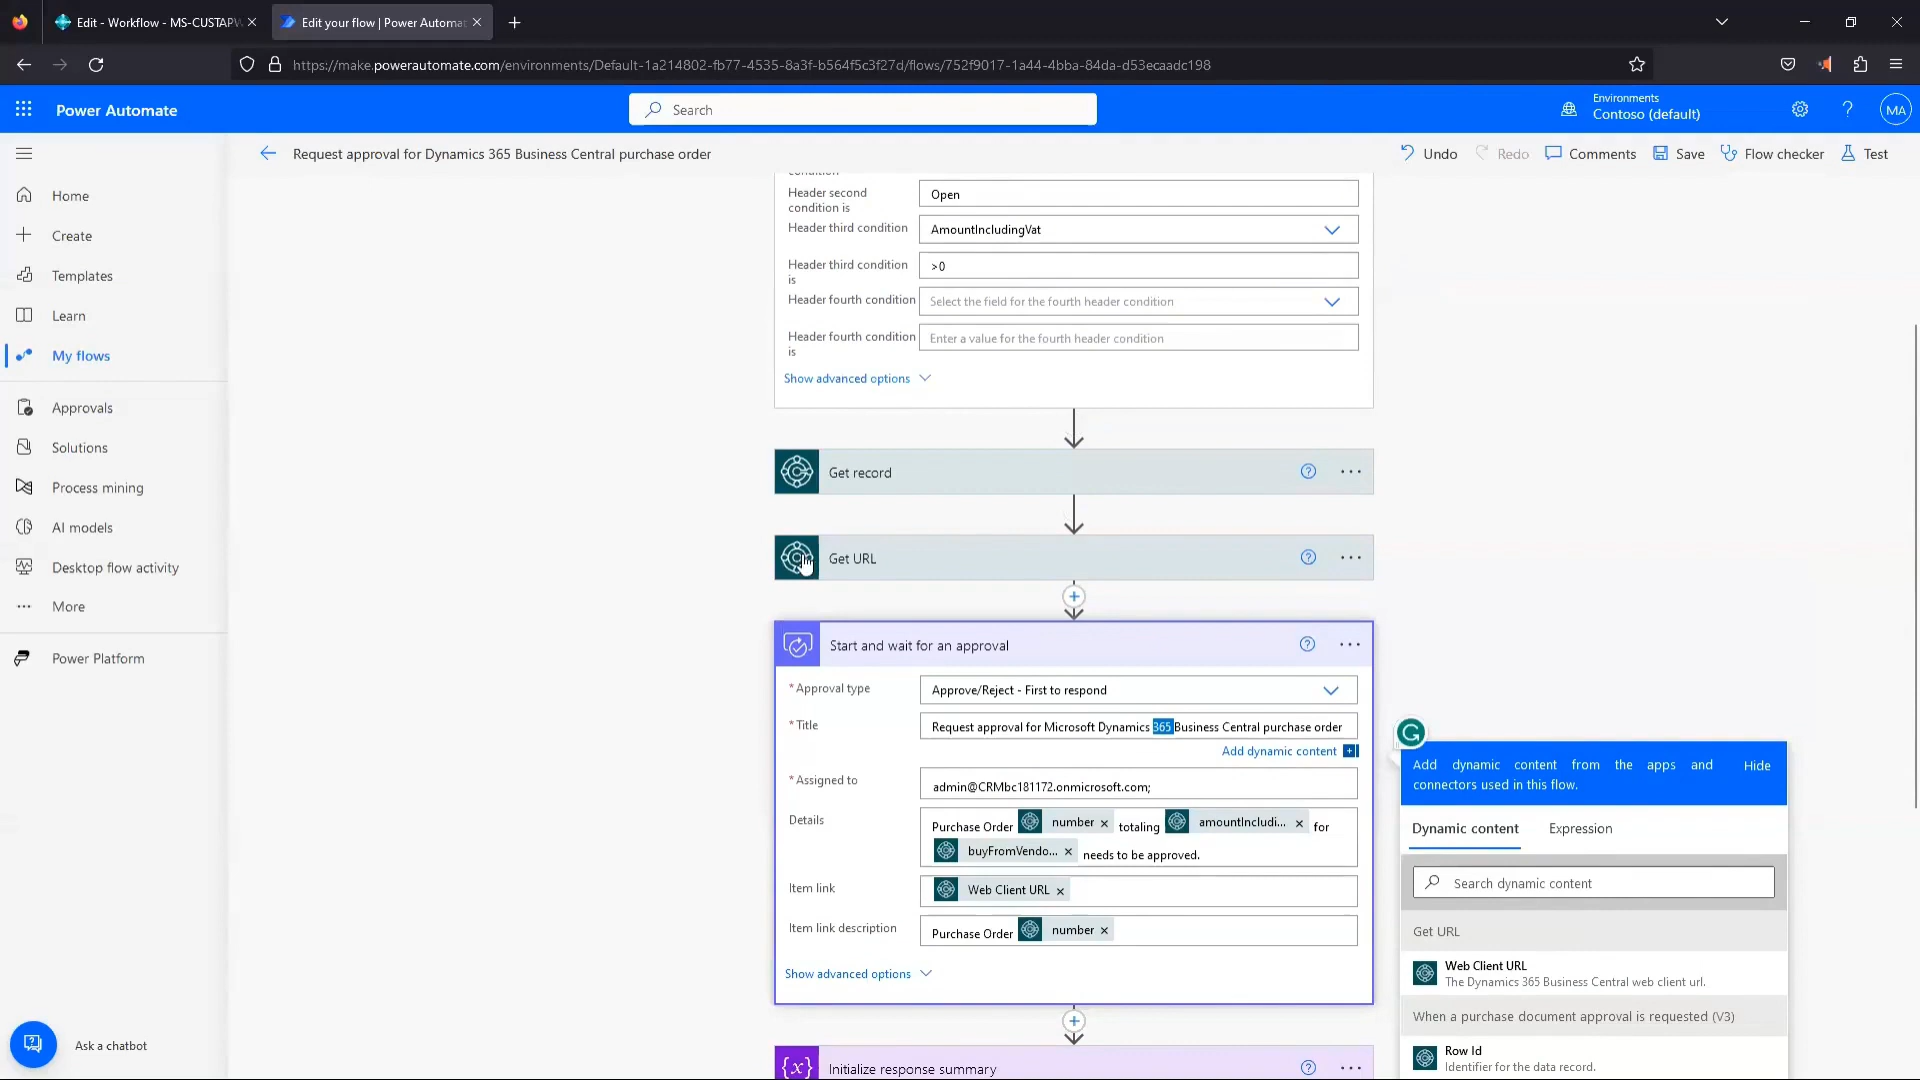 Edit - Workflow - MS-CUSTAPW
Edit your flow | Power Automat
https://make.powerautomate.com/environments/Default-1a214802-fb77-4535-8a3f-b564f5c3f27d/flows/752f9017-1a44-4bba-84da-d53ecaadc198
Power Automate
Search
Environments
Contoso (default)
?
MA
Request approval for Dynamics 365 Business Central purchase order
Undo
Redo
Comments
Save
Flow checker
Test
Home
Create
Templates
Learn
My flows
Approvals
Solutions
Process mining
AI models
Desktop flow activity
More
Power Platform
Ask a chatbot
condition
Header second condition is
Open
Header third condition
AmountIncludingVat
Header third condition is
>0
Header fourth condition
Select the field for the fourth header condition
Header fourth condition is
Enter a value for the fourth header condition
Show advanced options
Get record
Get URL
Start and wait for an approval
*Approval type
Approve/Reject - First to respond
*Title
Request approval for Microsoft Dynamics 365 Business Central purchase order
Add dynamic content
*Assigned to
admin@CRMbc181172.onmicrosoft.com;
Details
Purchase Order number × totaling amountIncludi... × for
buyFromVendo... × needs to be approved.
Item link
Web Client URL ×
Item link description
Purchase Order number ×
Show advanced options
{x} Initialize response summary
G
Add dynamic content from the apps and connectors used in this flow.
Hide
Dynamic content
Expression
Search dynamic content
Get URL
Web Client URL
The Dynamics 365 Business Central web client url.
When a purchase document approval is requested (V3)
Row Id
Identifier for the data record.